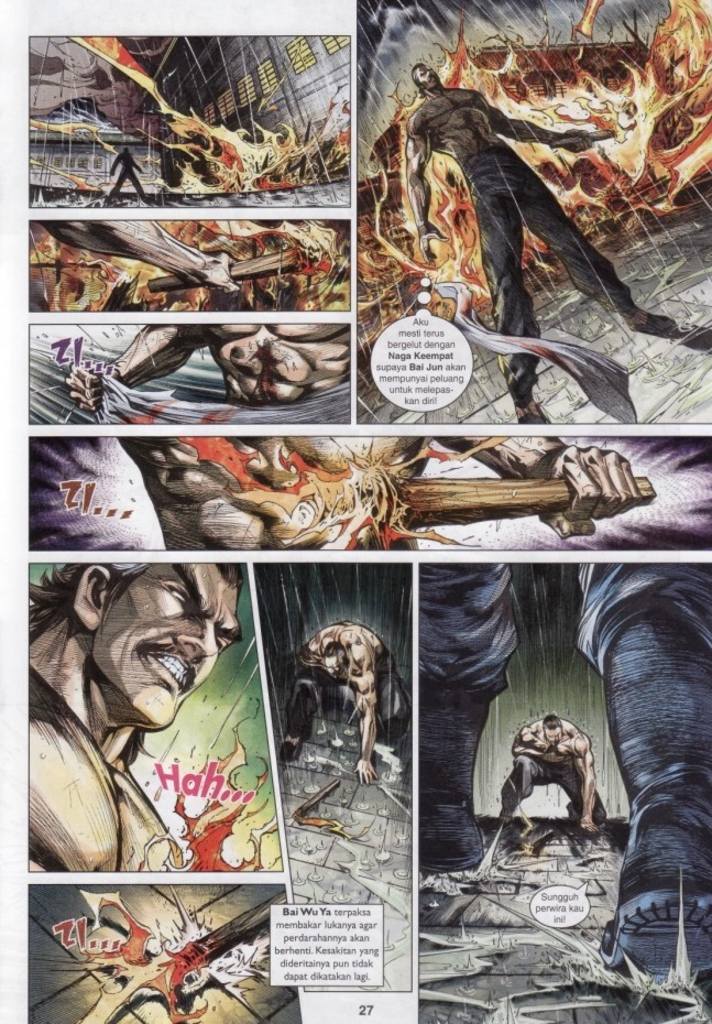 Aku
mesti terus
bergelut dengan
Naga Keempat
supaya Bai Jun akan
mempunyai peluang
untuk melepas-
kan diri!
Zi...
Zi...
Hah...
Zi...
Bai Wu Ya terpaksa
membakar lukanya agar
perdarahannya akan
berhenti. Kesakitan yang
dideritainya pun tidak
dapat dikatakan lagi.
Sungguh
perwira kau
ini!
27